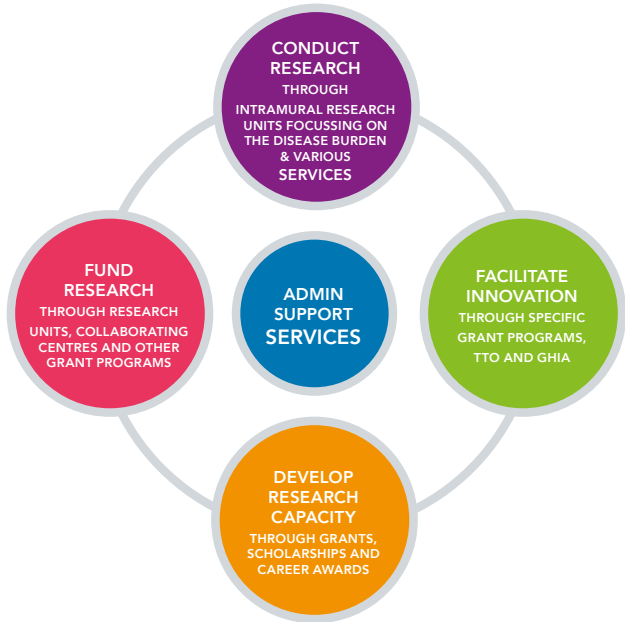 CONDUCT
RESEARCH
THROUGH
INTRAMURAL RESEARCH
UNITS FOCUSSING ON
THE DISEASE BURDEN
& VARIOUS
SERVICES
FUND
RESEARCH
THROUGH RESEARCH
UNITS, COLLABORATING
CENTRES AND OTHER
GRANT PROGRAMS
ADMIN
SUPPORT
SERVICES
FACILITATE
INNOVATION
THROUGH SPECIFIC
GRANT PROGRAMS,
TTO AND GHIA
DEVELOP
RESEARCH
CAPACITY
THROUGH GRANTS,
SCHOLARSHIPS AND
CAREER AWARDS